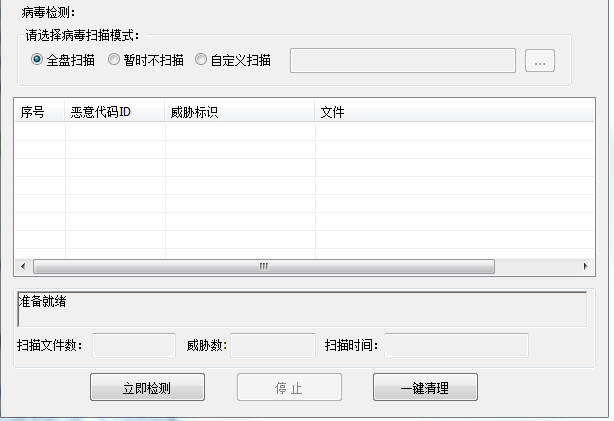 病毒检测：
请选择病毒扫描模式：
全盘扫描 暂时不扫描 自定义扫描 ...
序号 恶意代码ID 威胁标识 文件
准备就绪
扫描文件数： 威胁数： 扫描时间：
立即检测 停 止 一键清理